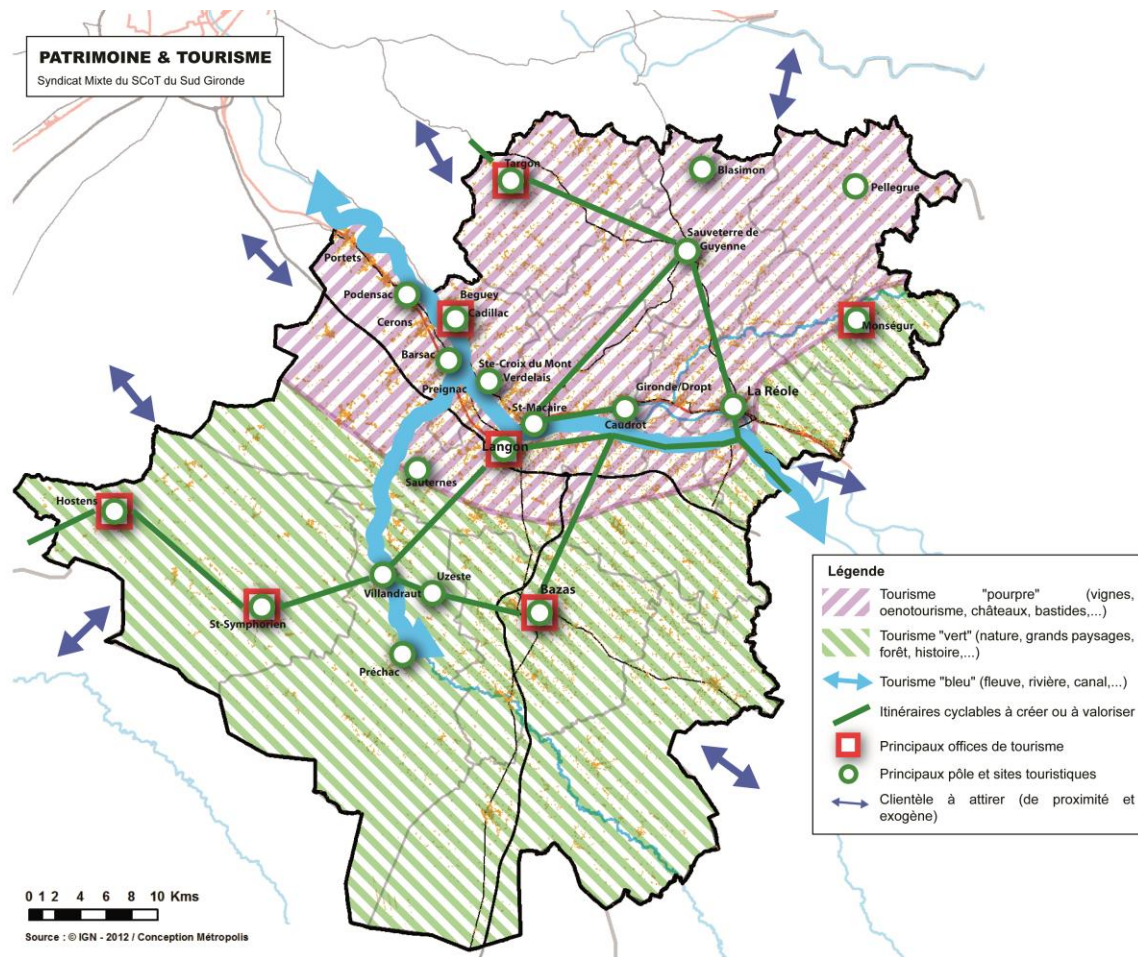 PATRIMOINE & TOURISME
Syndicat Mixte du SCoT du Sud Gironde
Targon
Blasimon
Pellegrue
Sauveterre de
Guyenne
Portets
Podensac
Beguey
Cadillac
Cerons
Monségur
Barsac
Ste-Croix du Mont
Verdelais
Preignac
Gironde/Dropt
La Réole
St-Macaire
Caudrot
Langon
Sauternes
Hostens
Villandraut
Uzeste
Bazas
St-Symphorien
Préchac
Légende
Tourisme "pourpre" (vignes,
oenotourisme, châteaux, bastides,...)
Tourisme "vert" (nature, grands paysages,
forêt, histoire,...)
Tourisme "bleu" (fleuve, rivière, canal,...)
Itinéraires cyclables à créer ou à valoriser
Principaux offices de tourisme
Principaux pôle et sites touristiques
Clientèle à attirer (de proximité et
exogène)
0 1 2 4 6 8 10 Kms
Source : © IGN - 2012 / Conception Métropolis